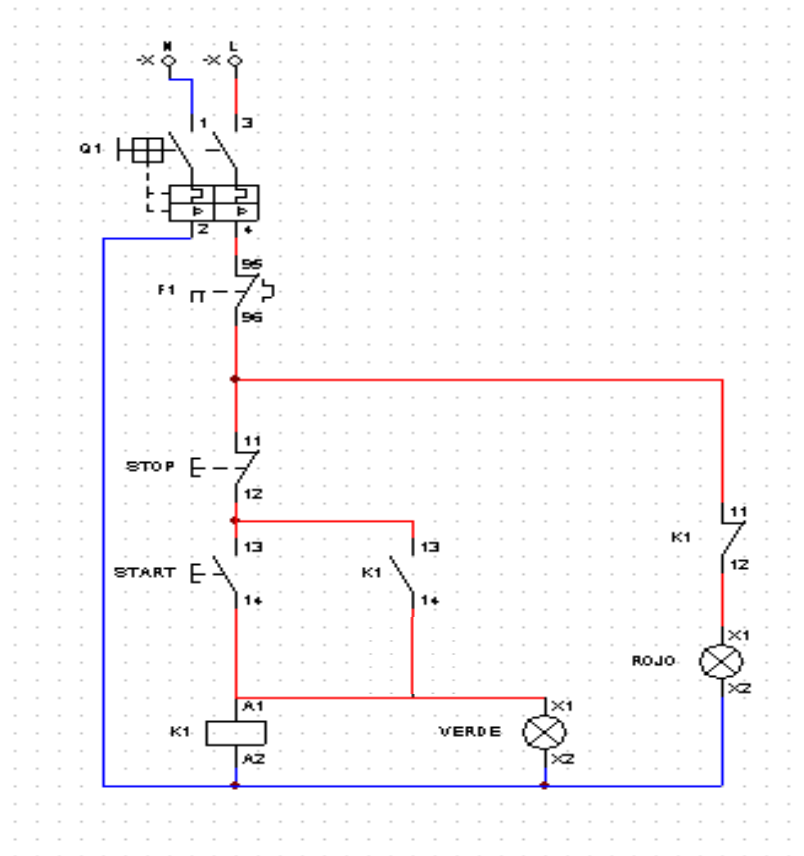 N L
-X -X
1 3
Q1
2 4
95
F1
96
11
STOP
12
11
K1
12
13 13
START K1
14 14
X1
ROJO
X2
A1 X1
K1 VERDE
A2 X2